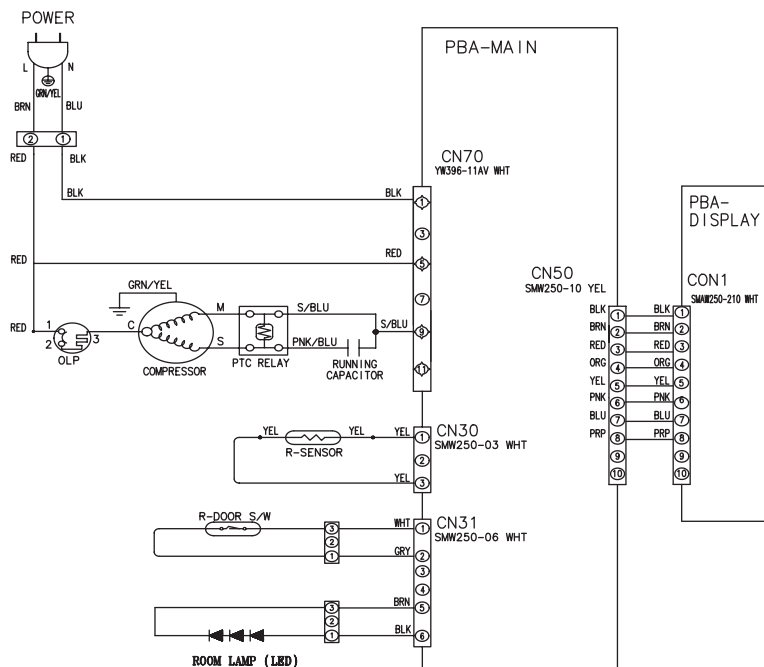 POWER
L N
GRN/YEL
BRN BLU
2 1
RED BLK
BLK BLK
RED RED
PBA-MAIN
CN70
YW396-11AV WHT
1
3
5
7
9
11
GRN/YEL
RED 1
2
3
OLP
C
M
S
COMPRESSOR
PTC RELAY
S/BLU
PNK/BLU
RUNNING
CAPACITOR
S/BLU
PBA-
DISPLAY
CN50
SMW250-10 YEL
CON1
SMAW250-210 WHT
BLK 1 BLK 1
BRN 2 BRN 2
RED 3 RED 3
ORG 4 ORG 4
YEL 5 YEL 5
PNK 6 PNK 6
BLU 7 BLU 7
PRP 8 PRP 8
9 9
10 10
CN30
SMW250-03 WHT
YEL YEL YEL 1
R-SENSOR
2
YEL 3
CN31
SMW250-06 WHT
R-DOOR S/W
3 WHT 1
2
1 GRY 2
3
4
3 BRN 5
2
1 BLK 6
ROOM LAMP (LED)